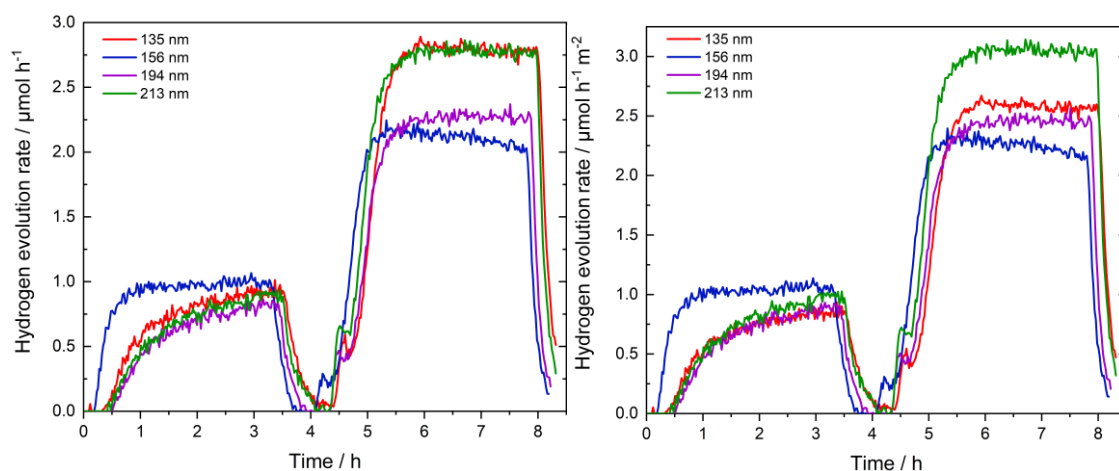 Hydrogen evolution rate / µmol h⁻¹
3.0
2.5
2.0
1.5
1.0
0.5
0.0
135 nm
156 nm
194 nm
213 nm
0 1 2 3 4 5 6 7 8
Time / h
Hydrogen evolution rate / µmol h⁻¹ m⁻²
3.0
2.5
2.0
1.5
1.0
0.5
0.0
135 nm
156 nm
194 nm
213 nm
0 1 2 3 4 5 6 7 8
Time / h